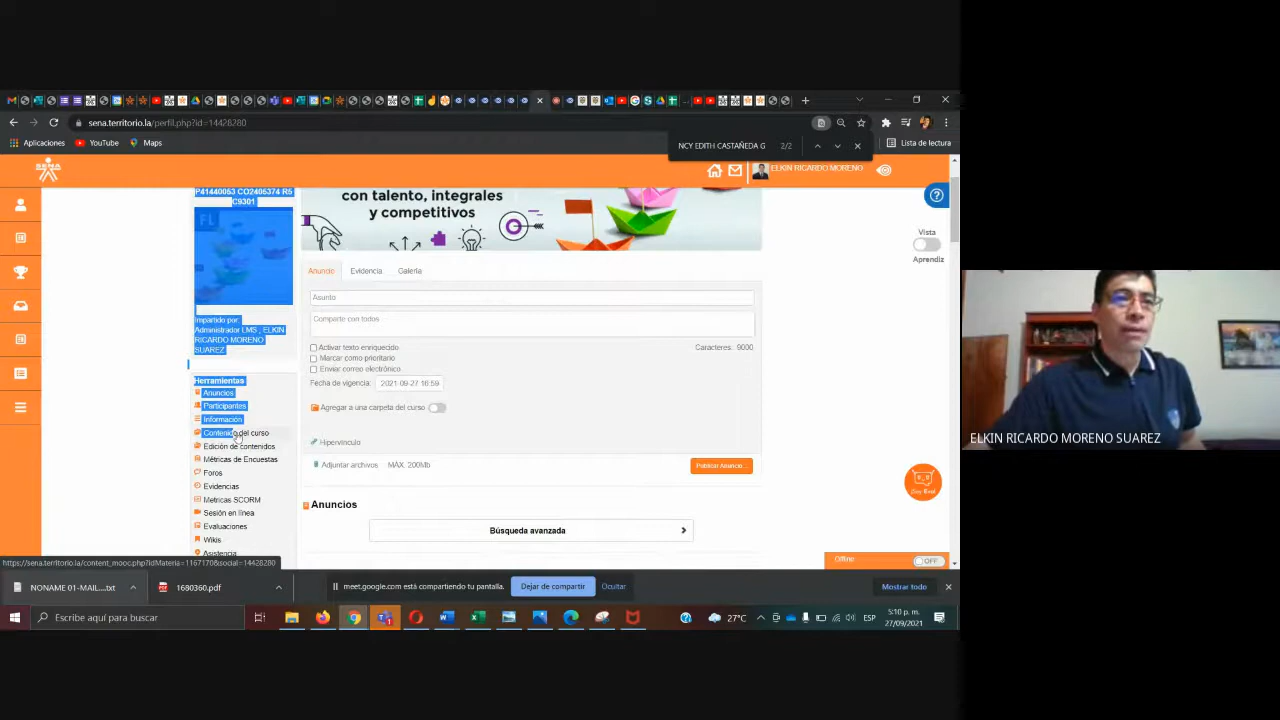 sena.territorio.la/perfil.php?id=14428280
NCY EDITH CASTAÑEDA G 2/2
Aplicaciones YouTube Maps
Lista de lectura
SENA
ELKIN RICARDO MORENO
P41440053 CO2405374 R5
C9301
FL
Impartido por:
Administrador LMS , ELKIN
RICARDO MORENO
SUAREZ
Herramientas
Anuncios
Participantes
Información
Contenido del curso
Edición de contenidos
Métricas de Encuestas
Foros
Evidencias
Metricas SCORM
Sesión en línea
Evaluaciones
Wikis
Asistencia
con talento, integrales
y competitivos
Anuncio Evidencia Galería
Asunto
Comparte con todos
Activar texto enriquecido
Caracteres: 9000
Marcar como prioritario
Enviar correo electrónico
Fecha de vigencia: 2021-09-27 16:59
Agregar a una carpeta del curso
Hipervínculo
Adjuntar archivos MÁX. 200Mb
Publicar Anuncio...
Anuncios
Búsqueda avanzada
Vista
Aprendiz
Offline
OFF
https://sena.territorio.la/content_mooc.php?idMateria=1167170&social=14428280
NONAME 01-MAIL....txt
1680360.pdf
meet.google.com está compartiendo tu pantalla.
Dejar de compartir
Ocultar
Mostrar todo
Escribe aquí para buscar
27°C
ESP
5:10 p. m.
27/09/2021
ELKIN RICARDO MORENO SUAREZ